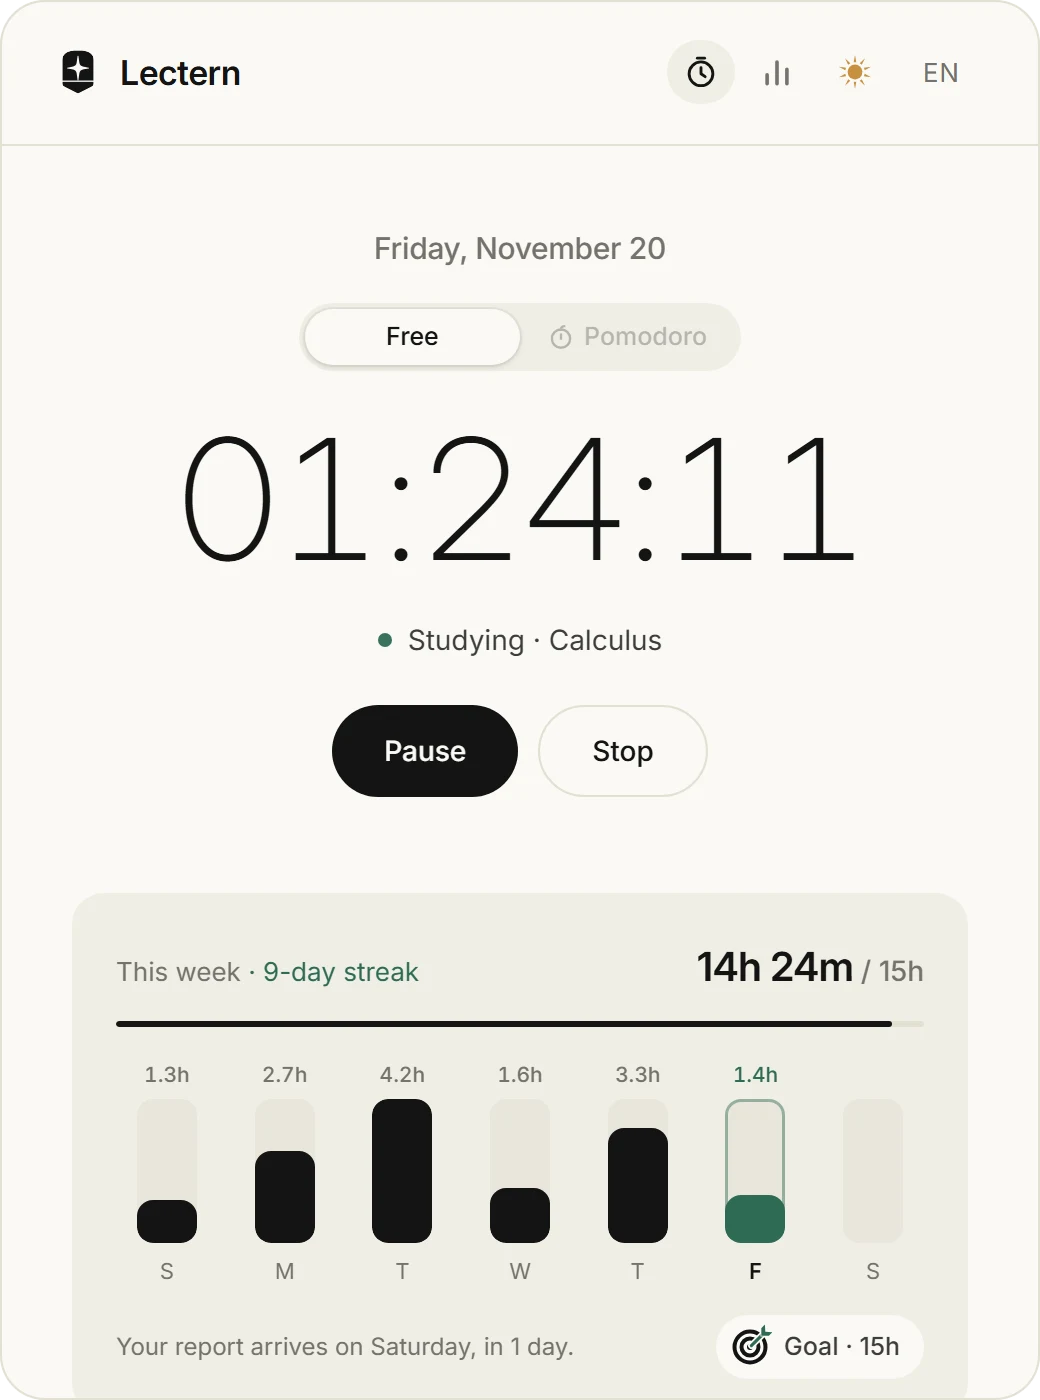 Lectern
EN
Friday, November 20
Free
Pomodoro
01:24:11
Studying · Calculus
Pause
Stop
This week · 9-day streak
14h 24m / 15h
1.3h 2.7h 4.2h 1.6h 3.3h 1.4h
S M T W T F S
Your report arrives on Saturday, in 1 day.
Goal · 15h